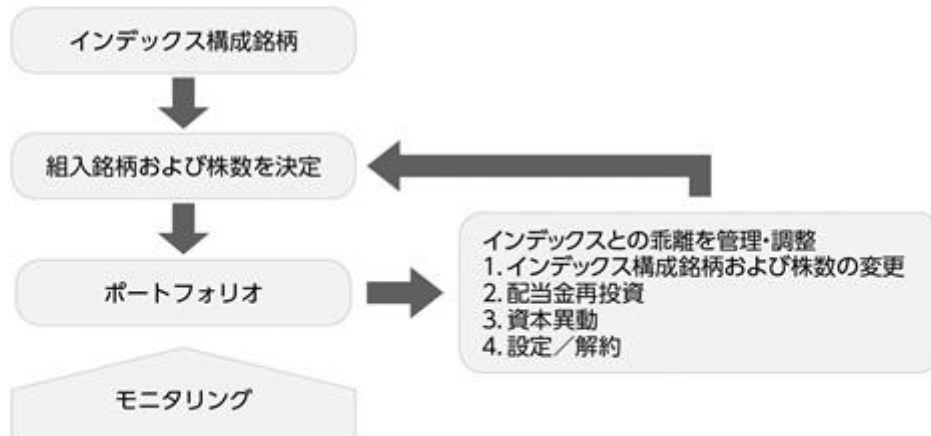 インデックス構成銘柄
組入銘柄および株数を決定
ポートフォリオ
インデックスとの乖離を管理・調整
1. インデックス構成銘柄および株数の変更
2. 配当金再投資
3. 資本異動
4. 設定／解約
モニタリング